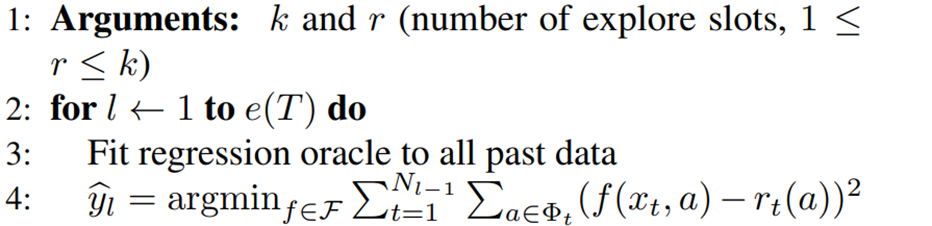 1: Arguments: k and r (number of explore slots, 1 ≤
r ≤ k)
2: for l ← 1 to e(T) do
3: Fit regression oracle to all past data
4: ŷ_l = argmin_{f∈ℱ} ∑_{t=1}^{N_{l−1}} ∑_{a∈Φ_t} (f(x_t, a) − r_t(a))²